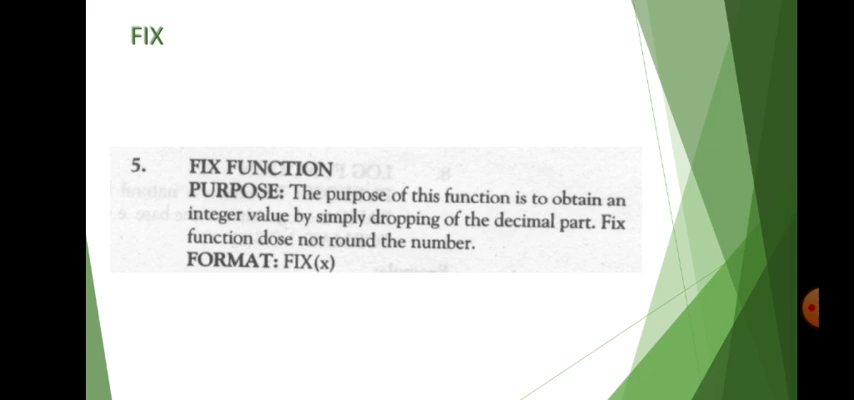 FIX
5. FIX FUNCTION
PURPOSE: The purpose of this function is to obtain an
integer value by simply dropping of the decimal part. Fix
function dose not round the number.
FORMAT: FIX(x)